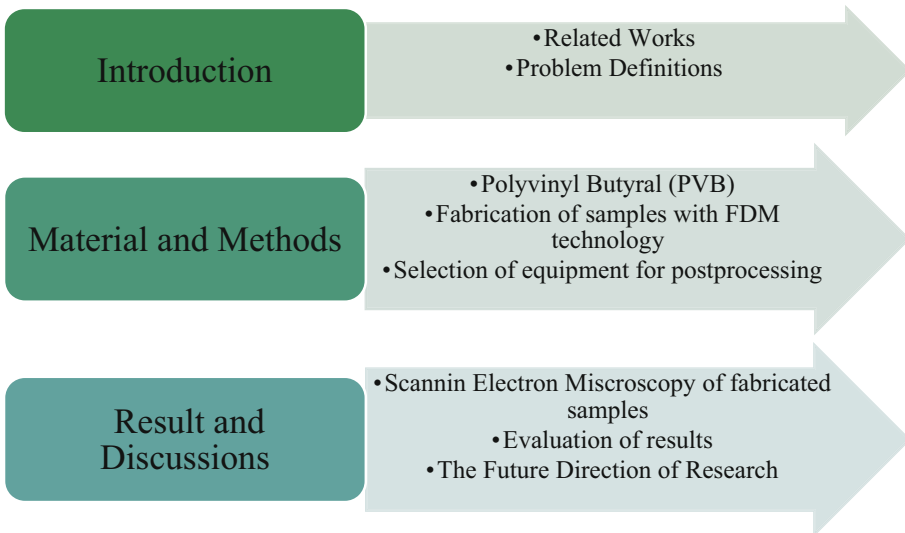 Introduction
•Related Works
•Problem Definitions
Material and Methods
•Polyvinyl Butyral (PVB)
•Fabrication of samples with FDM
technology
•Selection of equipment for postprocessing
Result and
Discussions
•Scannin Electron Miscroscopy of fabricated
samples
•Evaluation of results
•The Future Direction of Research